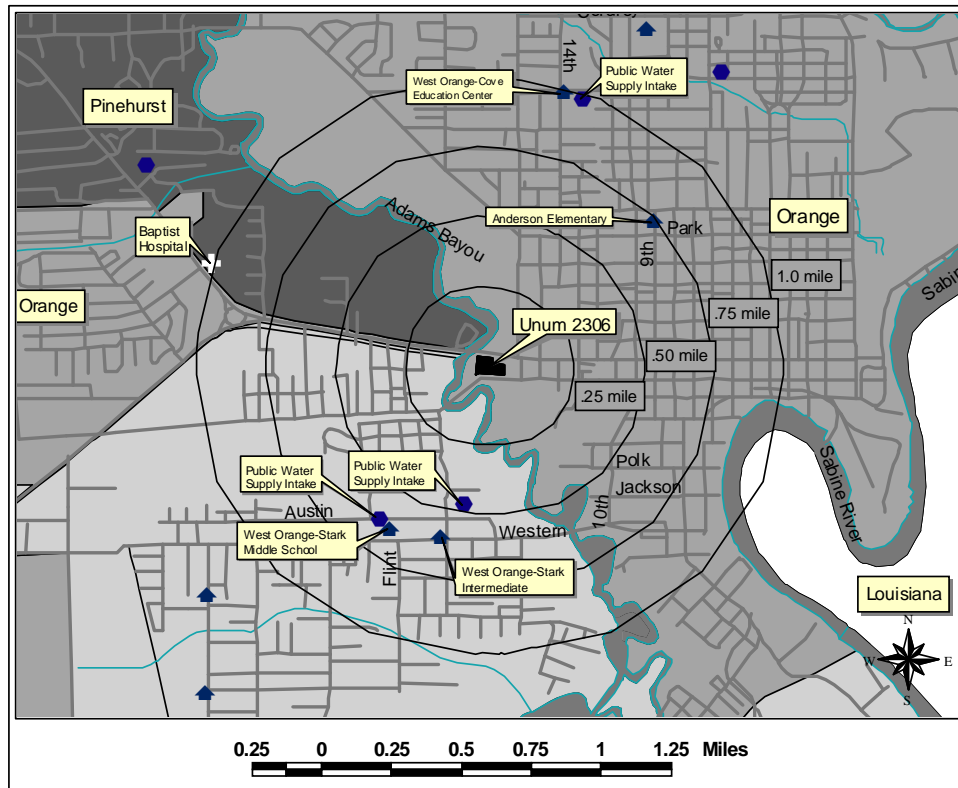 14th
West Orange-Cove
Education Center
Public Water
Supply Intake
Pinehurst
Adams Bayou
Anderson Elementary
Park
Orange
9th
Baptist
Hospital
1.0 mile
Orange
.75 mile
Unum 2306
.50 mile
.25 mile
Polk
Jackson
10th
Sabine River
Public Water
Supply Intake
Public Water
Supply Intake
Austin
Western
West Orange-Stark
Middle School
Flint
West Orange-Stark
Intermediate
Louisiana
N
W
E
S
0.25 0 0.25 0.5 0.75 1 1.25 Miles